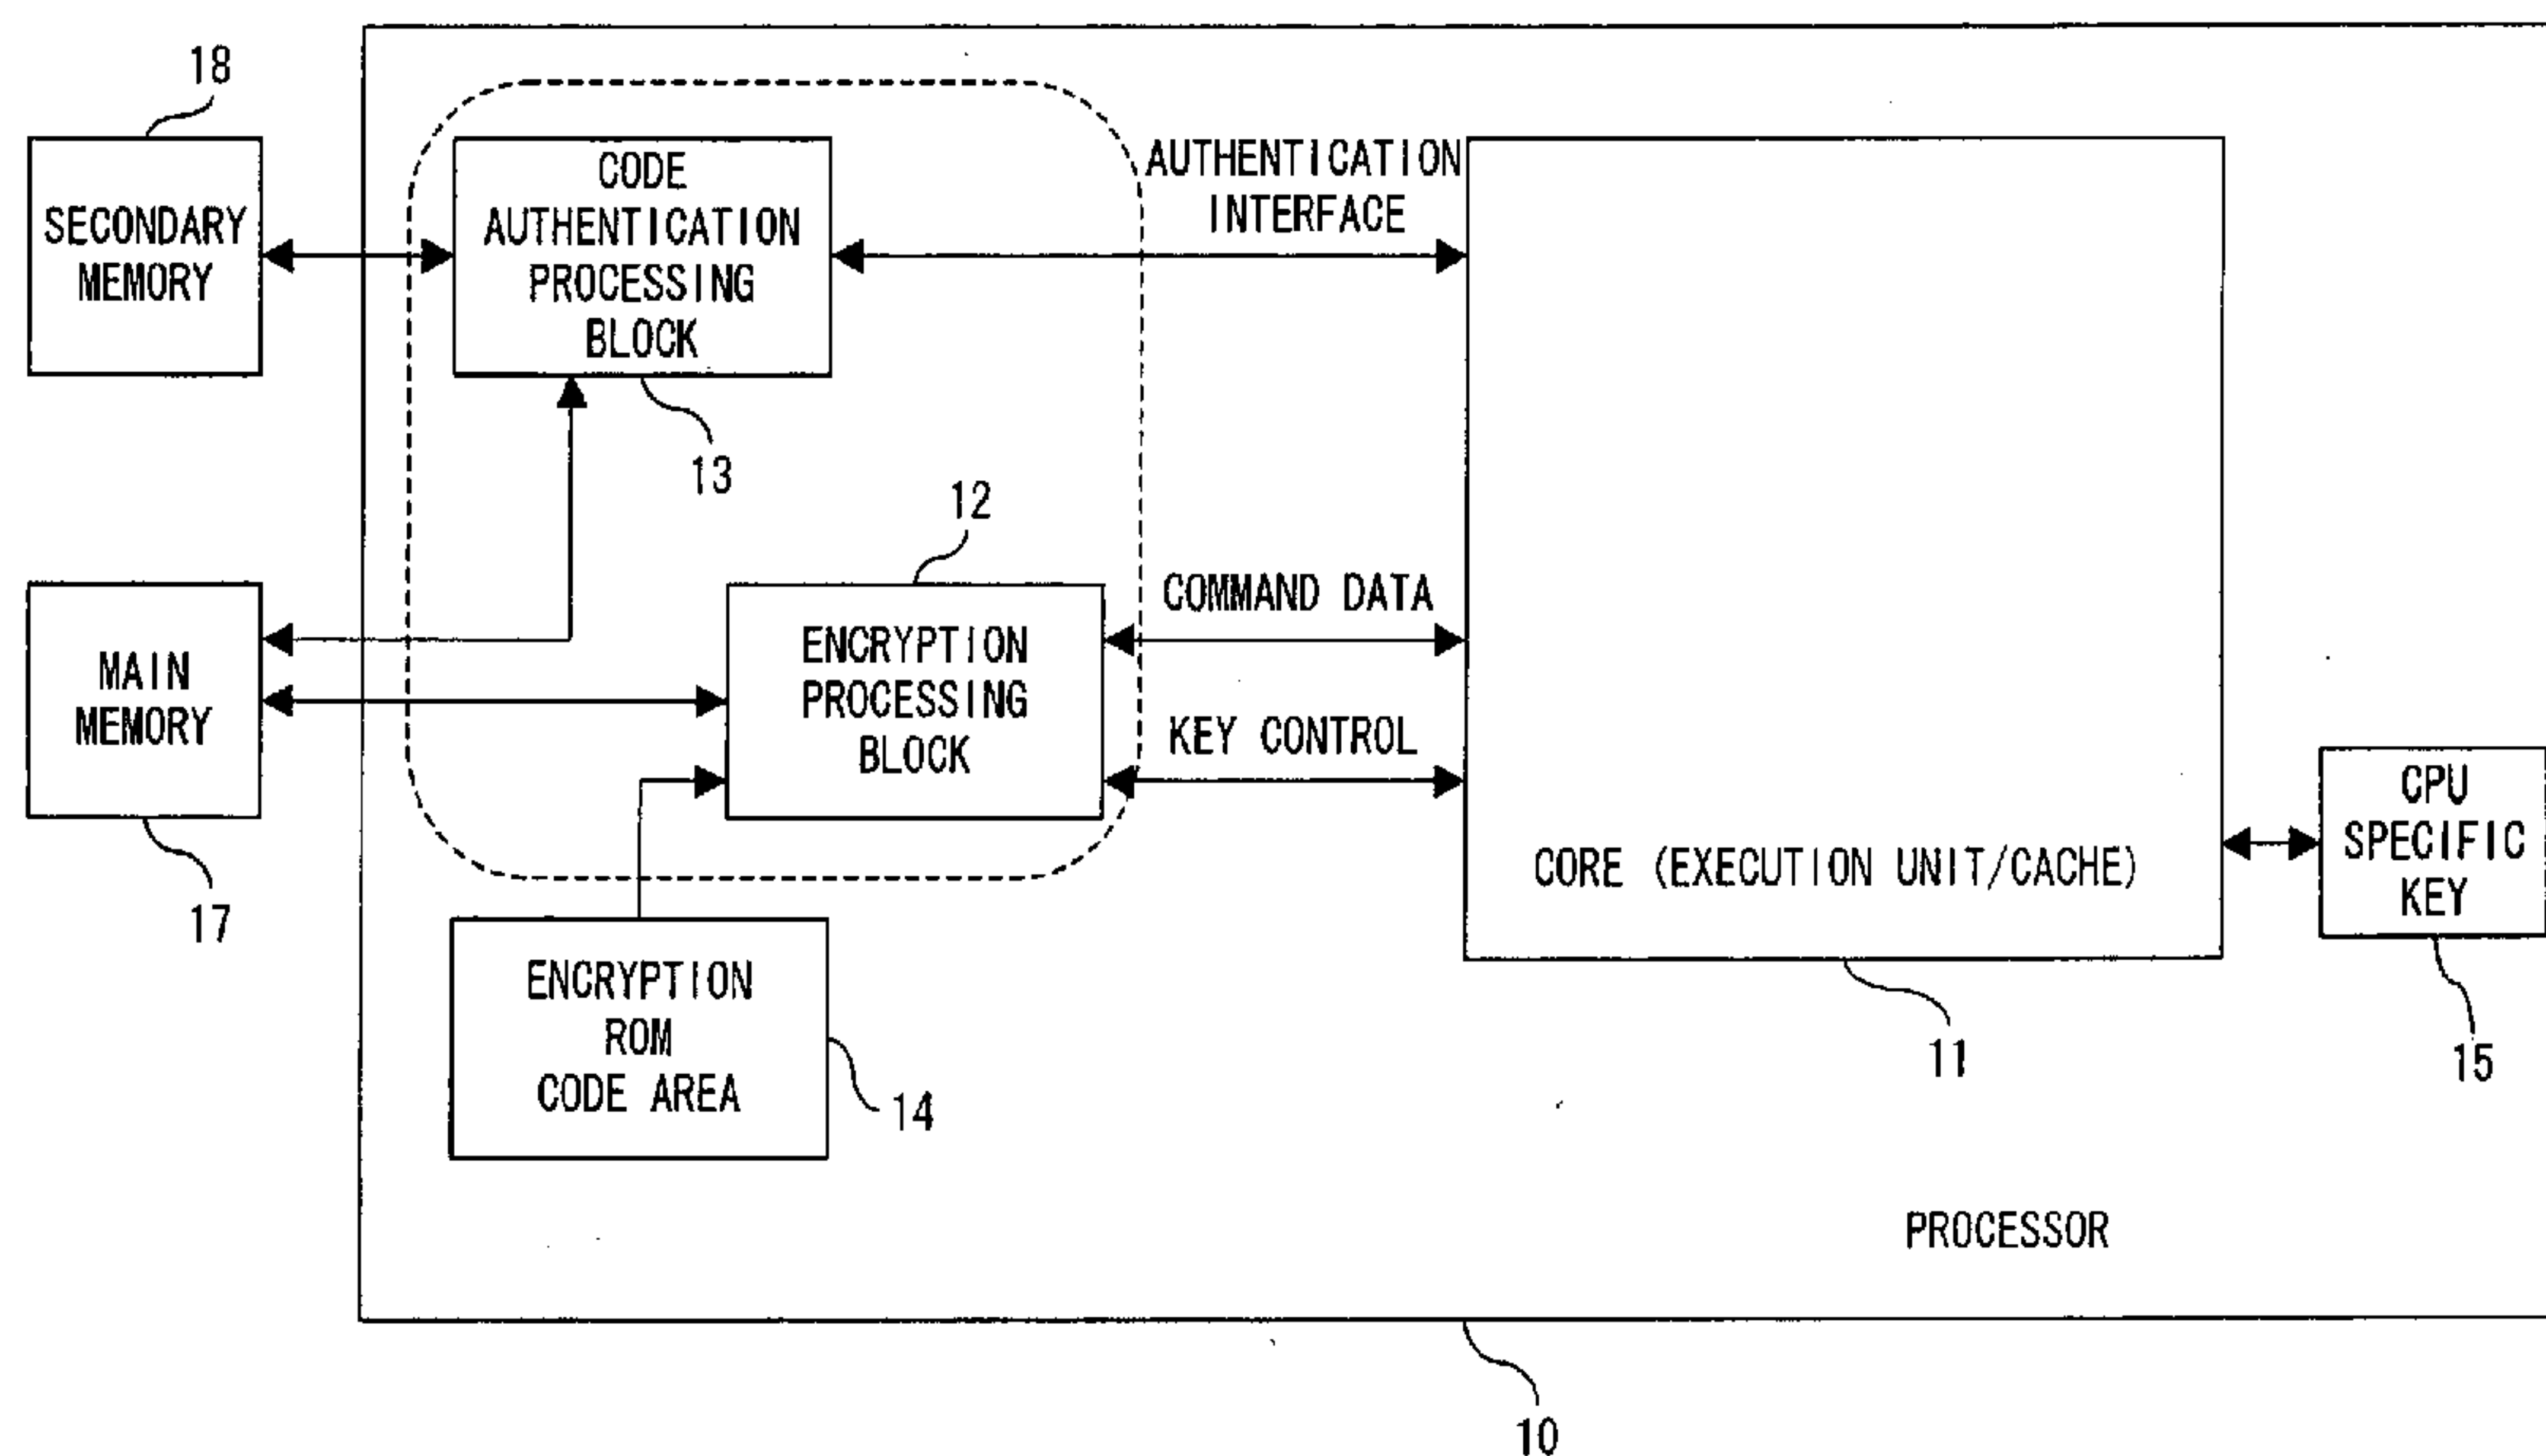 18
SECONDARY
MEMORY
CODE
AUTHENTICATION
PROCESSING
BLOCK
13
AUTHENTICATION
INTERFACE
12
MAIN
MEMORY
17
ENCRYPTION
PROCESSING
BLOCK
COMMAND DATA
KEY CONTROL
CORE (EXECUTION UNIT/CACHE)
11
CPU
SPECIFIC
KEY
15
ENCRYPTION
ROM
CODE AREA
14
PROCESSOR
10